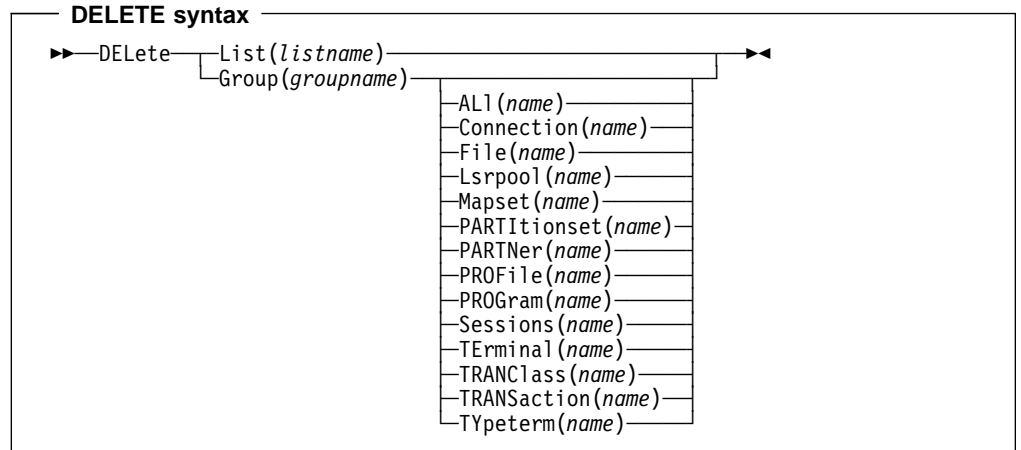 DELETE syntax
DELete List(listname)
Group(groupname)
ALl(name)
Connection(name)
File(name)
Lsrpool(name)
Mapset(name)
PARTItionset(name)
PARTNer(name)
PROFile(name)
PROGram(name)
Sessions(name)
TErminal(name)
TRANClass(name)
TRANSaction(name)
TYpeterm(name)